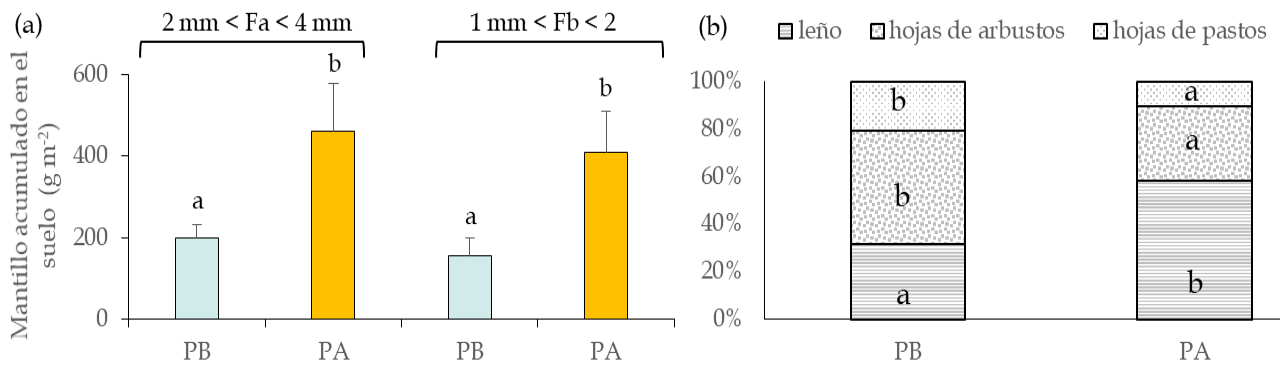 (a)
2 mm < Fa < 4 mm
1 mm < Fb < 2
Mantillo acumulado en el
suelo (g m⁻²)
600
400
200
0
a
b
a
b
PB
PA
PB
PA
(b)
leño
hojas de arbustos
hojas de pastos
100%
80%
60%
40%
20%
0%
b
b
a
a
a
b
PB
PA